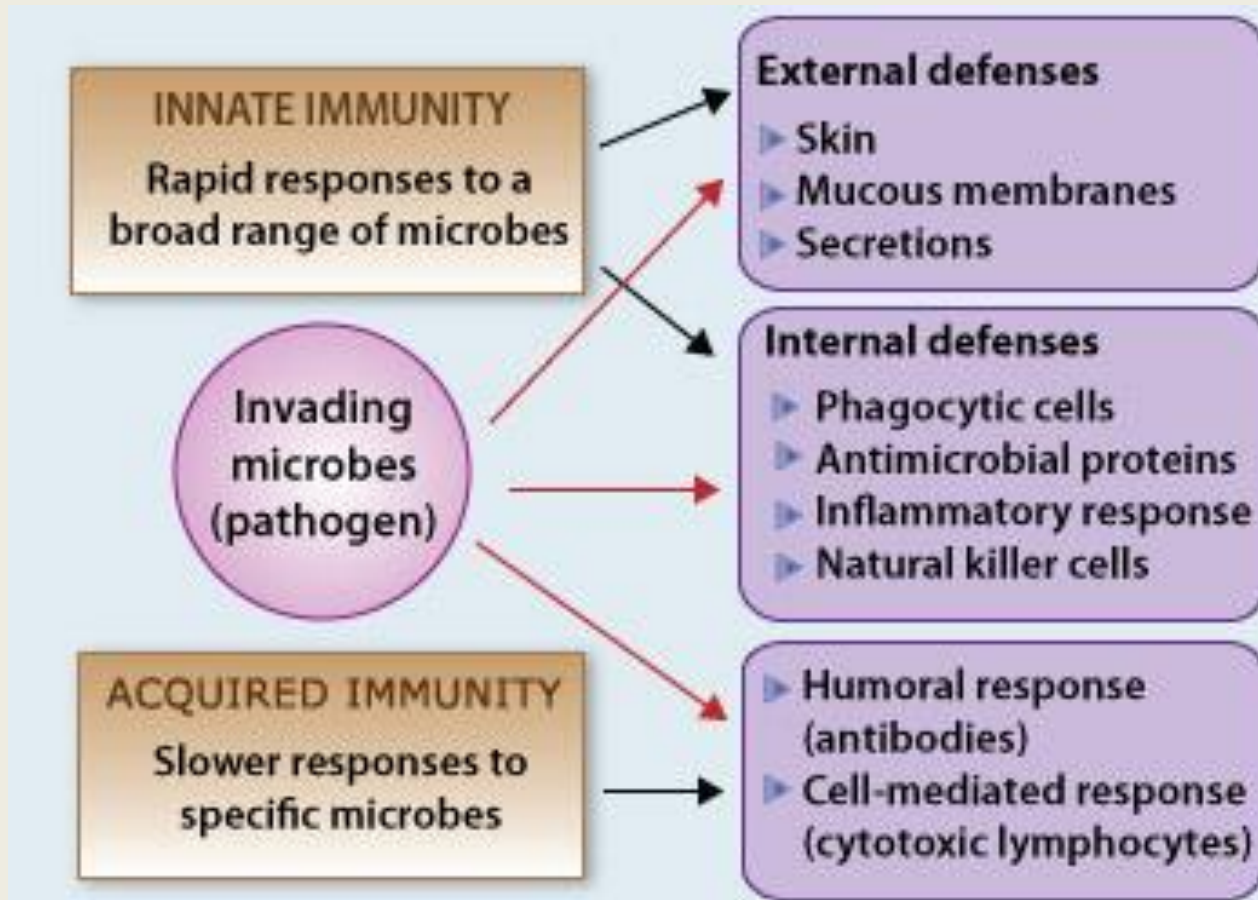 INNATE IMMUNITY
Rapid responses to a
broad range of microbes
External defenses
Skin
Mucous membranes
Secretions
Invading
microbes
(pathogen)
Internal defenses
Phagocytic cells
Antimicrobial proteins
Inflammatory response
Natural killer cells
ACQUIRED IMMUNITY
Slower responses to
specific microbes
Humoral response
(antibodies)
Cell-mediated response
(cytotoxic lymphocytes)